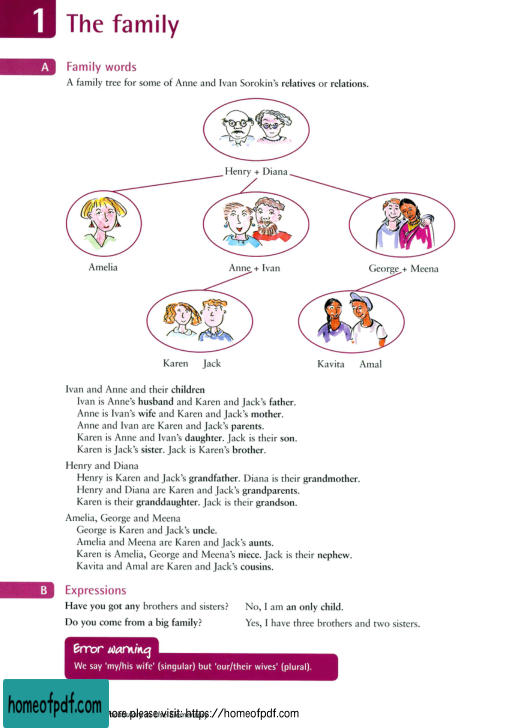 1 The family
A Family words
A family tree for some of Anne and Ivan Sorokin's relatives or relations.
Henry + Diana
Amelia Anne + Ivan George + Meena
Karen Jack Kavita Amal
Ivan and Anne and their children
Ivan is Anne's husband and Karen and Jack's father.
Anne is Ivan's wife and Karen and Jack's mother.
Anne and Ivan are Karen and Jack's parents.
Karen is Anne and Ivan's daughter. Jack is their son.
Karen is Jack's sister. Jack is Karen's brother.
Henry and Diana
Henry is Karen and Jack's grandfather. Diana is their grandmother.
Henry and Diana are Karen and Jack's grandparents.
Karen is their granddaughter. Jack is their grandson.
Amelia, George and Meena
George is Karen and Jack's uncle.
Amelia and Meena are Karen and Jack's aunts.
Karen is Amelia, George and Meena's niece. Jack is their nephew.
Kavita and Amal are Karen and Jack's cousins.
B Expressions
Have you got any brothers and sisters? No, I am an only child.
Do you come from a big family? Yes, I have three brothers and two sisters.
Error warning
We say 'my/his wife' (singular) but 'our/their wives' (plural).
homeofpdf.com
more please visit: https://homeofpdf.com